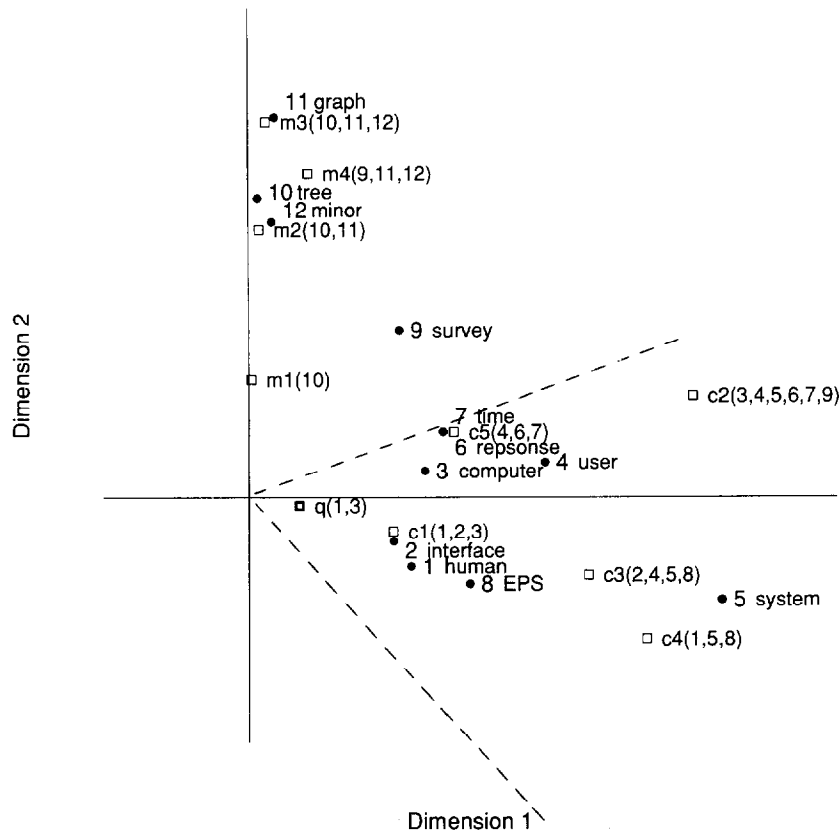 11 graph
m3(10,11,12)
m4(9,11,12)
10 tree
12 minor
m2(10,11)
9 survey
Dimension 2
m1(10)
c2(3,4,5,6,7,9)
7 time
c5(4,6,7)
6 repsonse
4 user
3 computer
q(1,3)
c1(1,2,3)
2 interface
1 human
c3(2,4,5,8)
8 EPS
5 system
c4(1,5,8)
Dimension 1